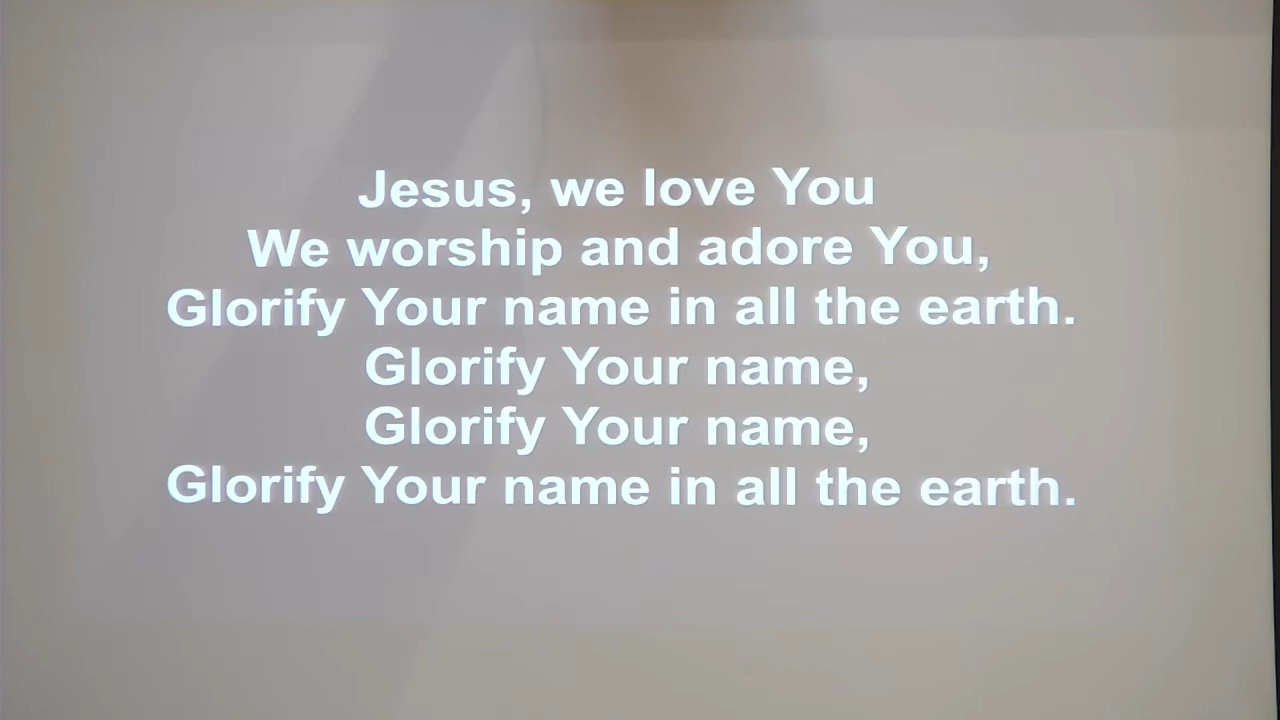 Jesus, we love You
We worship and adore You,
Glorify Your name in all the earth.
Glorify Your name,
Glorify Your name,
Glorify Your name in all the earth.